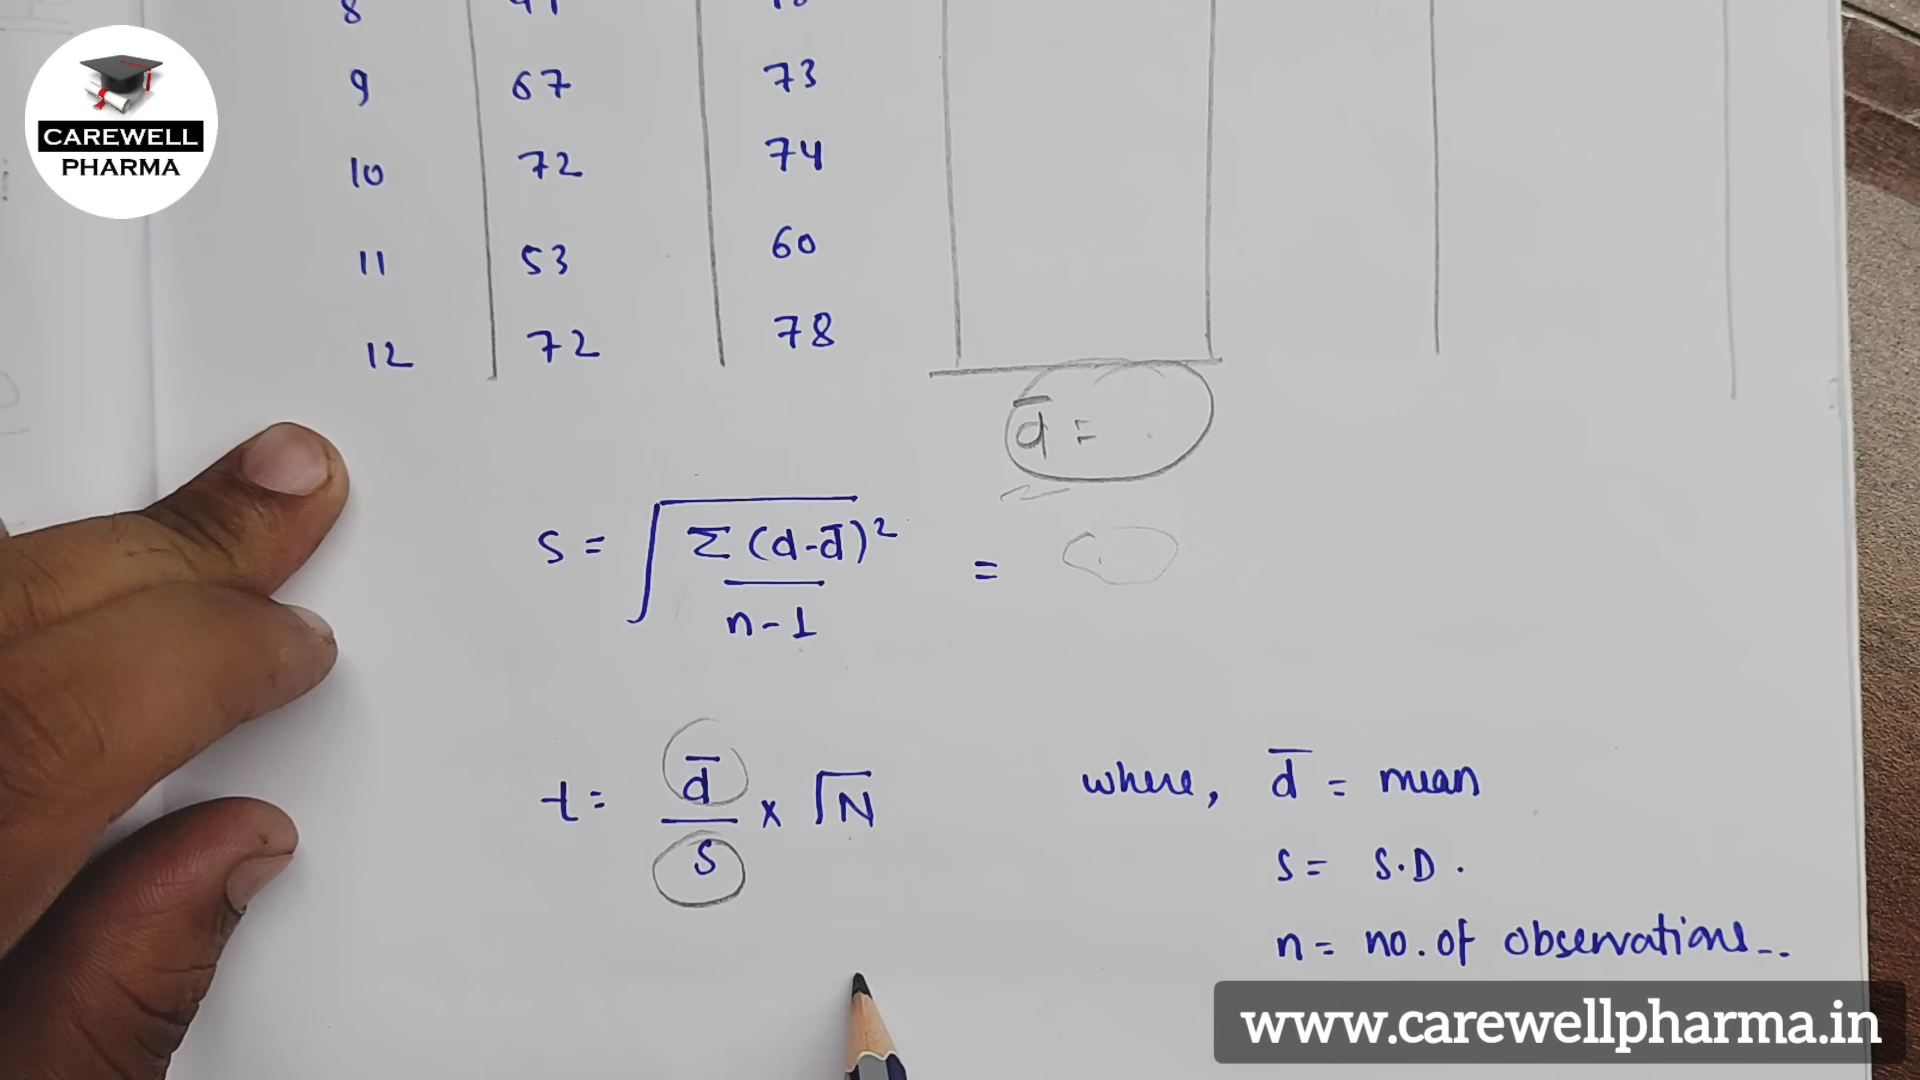 8
9 67 73
10 72 74
11 53 60
12 72 78
CAREWELL
PHARMA
d̄ =
S = √ Σ (d-d̄)² =
n-1
t = d̄ × √N
S
where, d̄ = mean
S = S.D.
n = no. of observations..
www.carewellpharma.in